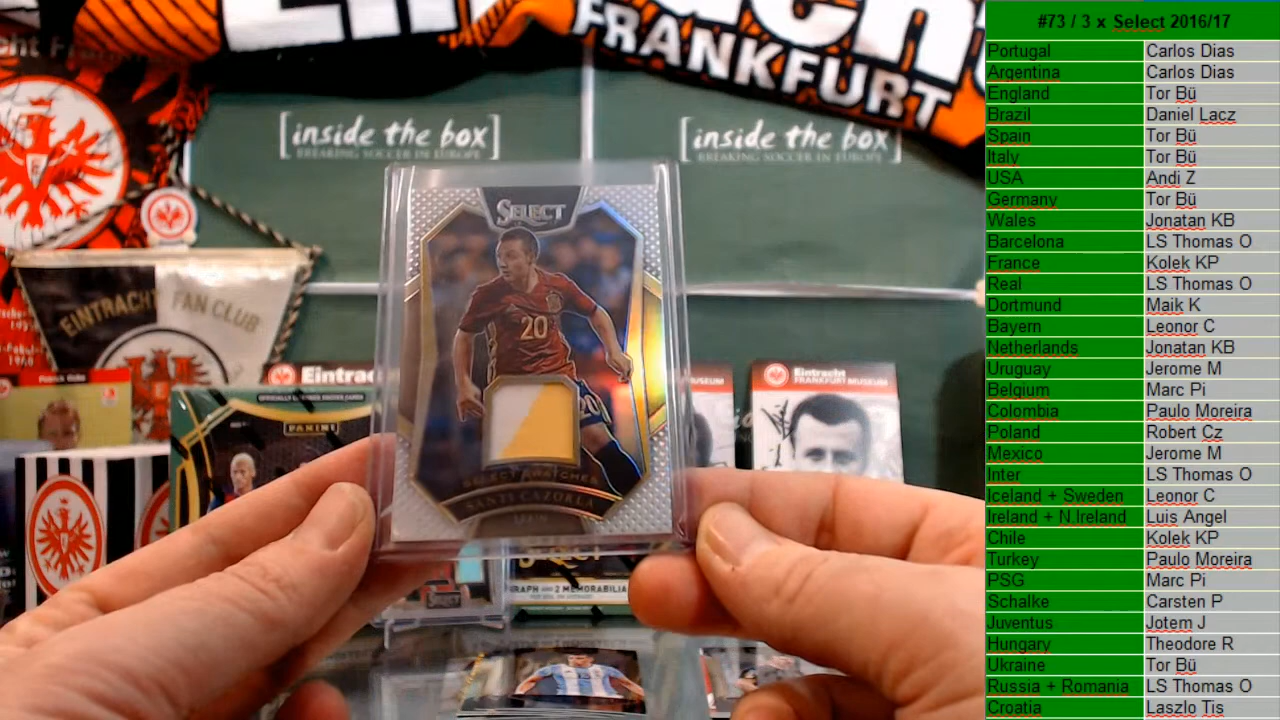 FRANKFURT
[inside the box]
BREAKING SOCCER IN EUROPE
[inside the box]
BREAKING SOCCER IN EUROPE
EINTRACHT
FAN CLUB
Eintracht
PANINI
MUSEUM
Eintracht
FRANKFURT MUSEUM
SELECT
20
20
SANTI CAZORLA
SPAIN
#73 / 3 x Select 2016/17
Portugal Carlos Dias
Argentina Carlos Dias
England Tor Bü
Brazil Daniel Lacz
Spain Tor Bü
Italy Tor Bü
USA Andi Z
Germany Tor Bü
Wales Jonatan KB
Barcelona LS Thomas O
France Kolek KP
Real LS Thomas O
Dortmund Maik K
Bayern Leonor C
Netherlands Jonatan KB
Uruguay Jerome M
Belgium Marc Pi
Colombia Paulo Moreira
Poland Robert Cz
Mexico Jerome M
Inter LS Thomas O
Iceland + Sweden Leonor C
Ireland + N.Ireland Luis Angel
Chile Kolek KP
Turkey Paulo Moreira
PSG Marc Pi
Schalke Carsten P
Juventus Jotem J
Hungary Theodore R
Ukraine Tor Bü
Russia + Romania LS Thomas O
Croatia Laszlo Tis